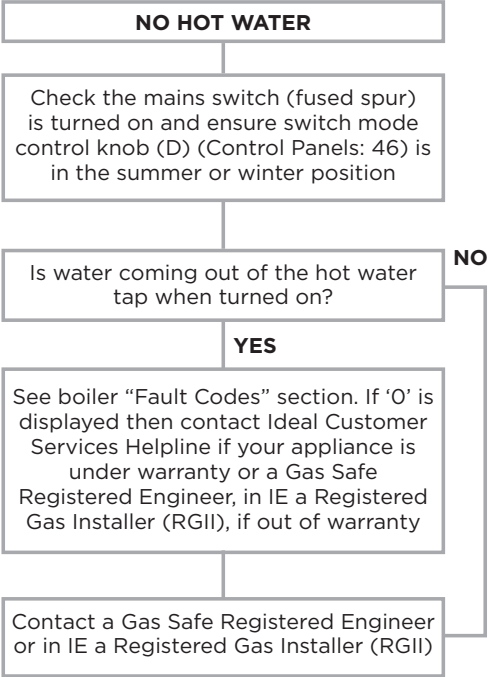 NO HOT WATER
Check the mains switch (fused spur)
is turned on and ensure switch mode
control knob (D) (Control Panels: 46) is
in the summer or winter position
Is water coming out of the hot water
tap when turned on?
NO
YES
See boiler “Fault Codes” section. If ‘0’ is
displayed then contact Ideal Customer
Services Helpline if your appliance is
under warranty or a Gas Safe
Registered Engineer, in IE a Registered
Gas Installer (RGII), if out of warranty
Contact a Gas Safe Registered Engineer
or in IE a Registered Gas Installer (RGII)